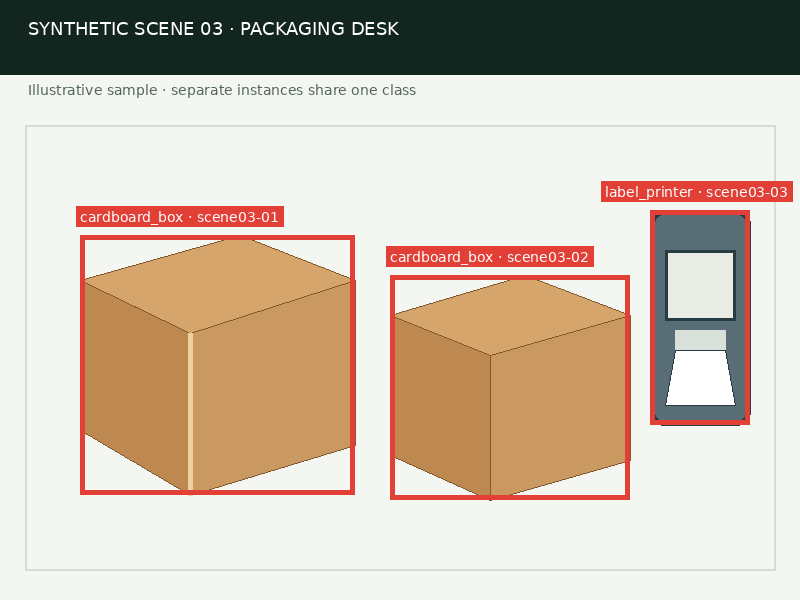 SYNTHETIC SCENE 03 · PACKAGING DESK
Illustrative sample · separate instances share one class
label_printer · scene03-03
cardboard_box · scene03-01
cardboard_box · scene03-02